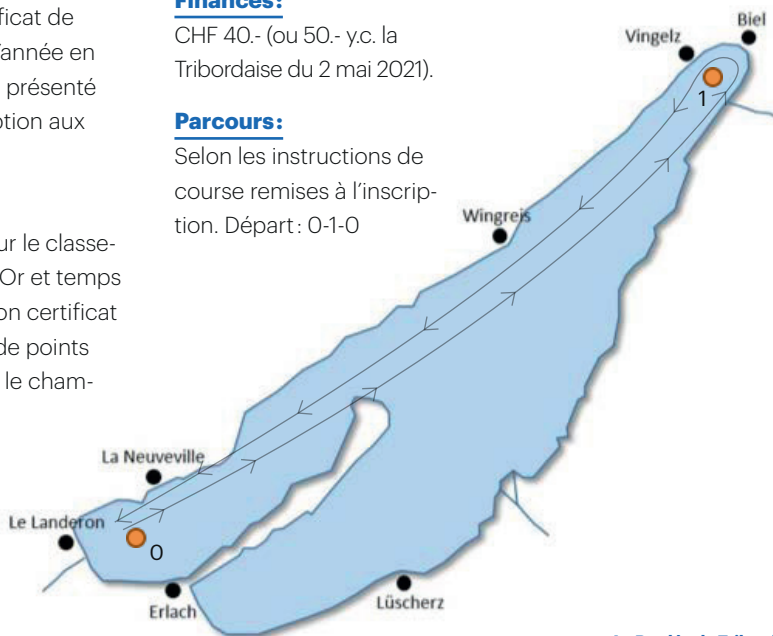 ficat de
'année en
présenté
ption aux
ur le classe-
Or et temps
on certificat
de points
le cham-
Finances:
CHF 40.- (ou 50.- y.c. la
Tribordaise du 2 mai 2021).
Parcours:
Selon les instructions de
course remises à l'inscrip-
tion. Départ : 0-1-0
Biel
Vingelz
1
Wingreis
La Neuveville
Le Landeron
0
Erlach
Lüscherz